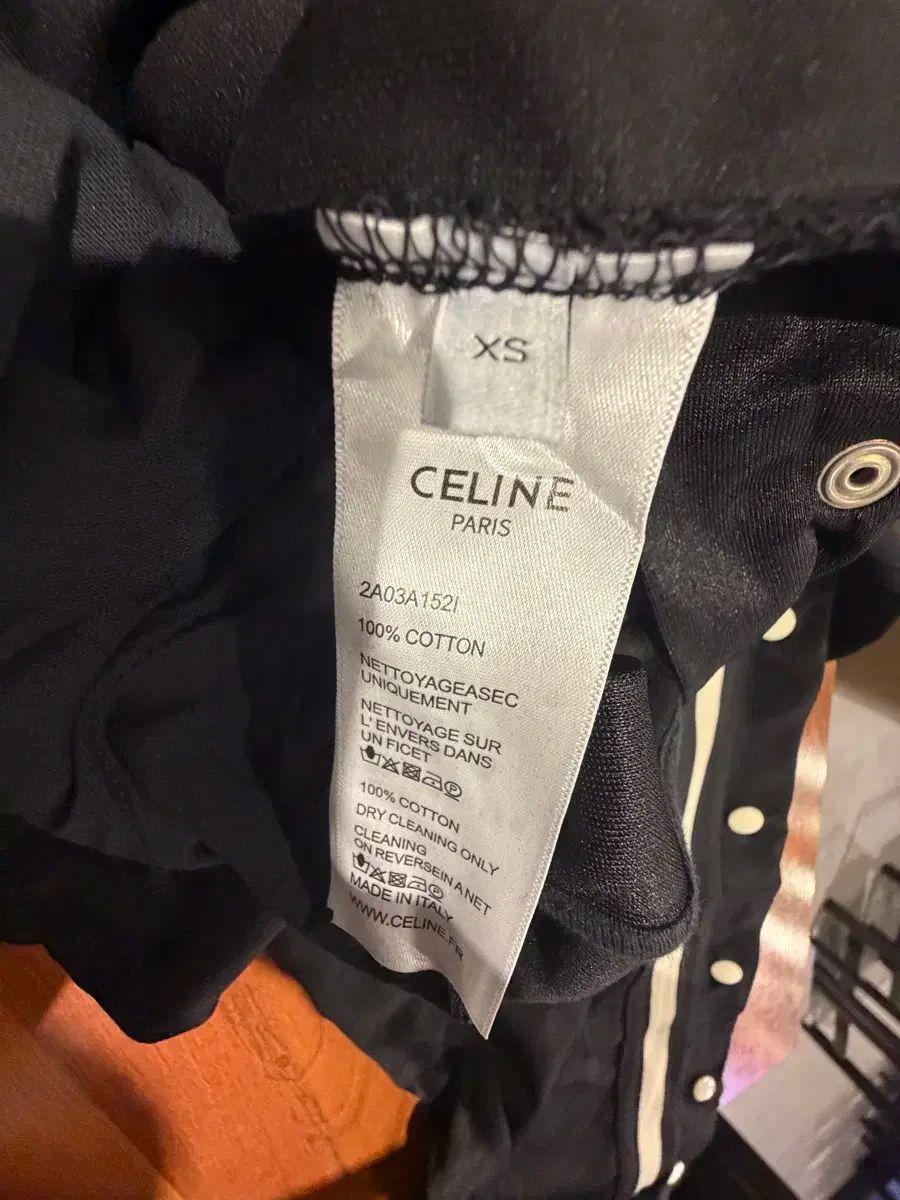 XS
CELINE
PARIS
2A03A152I
100% COTTON
NETTOYAGEASEC
UNIQUEMENT
NETTOYAGE SUR
L'ENVERS DANS
UN FICET
100% COTTON
DRY CLEANING ONLY
CLEANING
ON REVERSEIN A NET
MADE IN ITALY
WWW.CELINE.FR